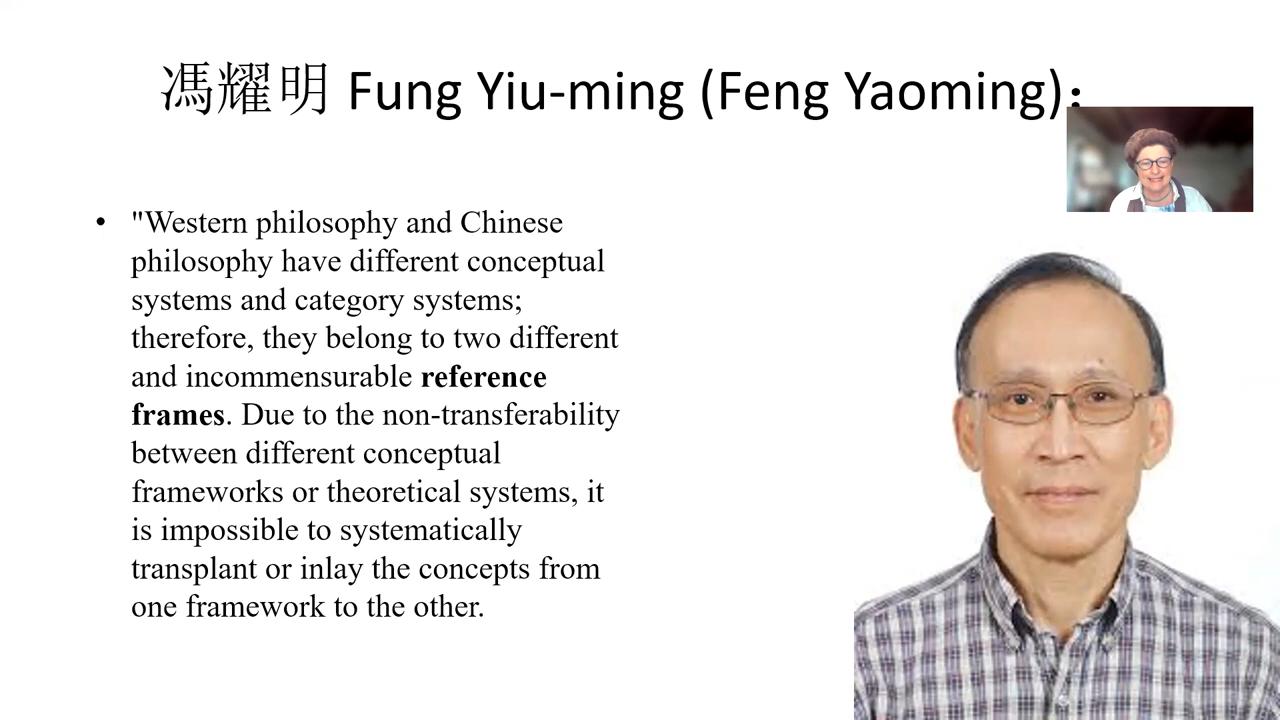 馮耀明 Fung Yiu-ming (Feng Yaoming)：
• "Western philosophy and Chinese
philosophy have different conceptual
systems and category systems;
therefore, they belong to two different
and incommensurable reference
frames. Due to the non-transferability
between different conceptual
frameworks or theoretical systems, it
is impossible to systematically
transplant or inlay the concepts from
one framework to the other.